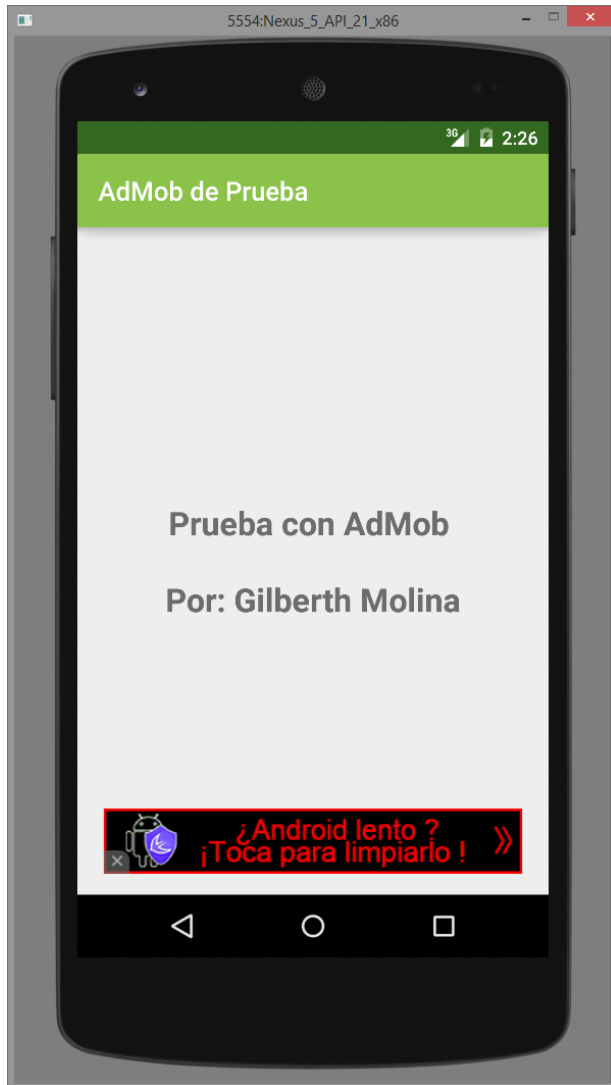 5554:Nexus_5_API_21_x86
3G 2:26
AdMob de Prueba
Prueba con AdMob
Por: Gilberth Molina
¿Android lento ?
¡Toca para limpiarlo !